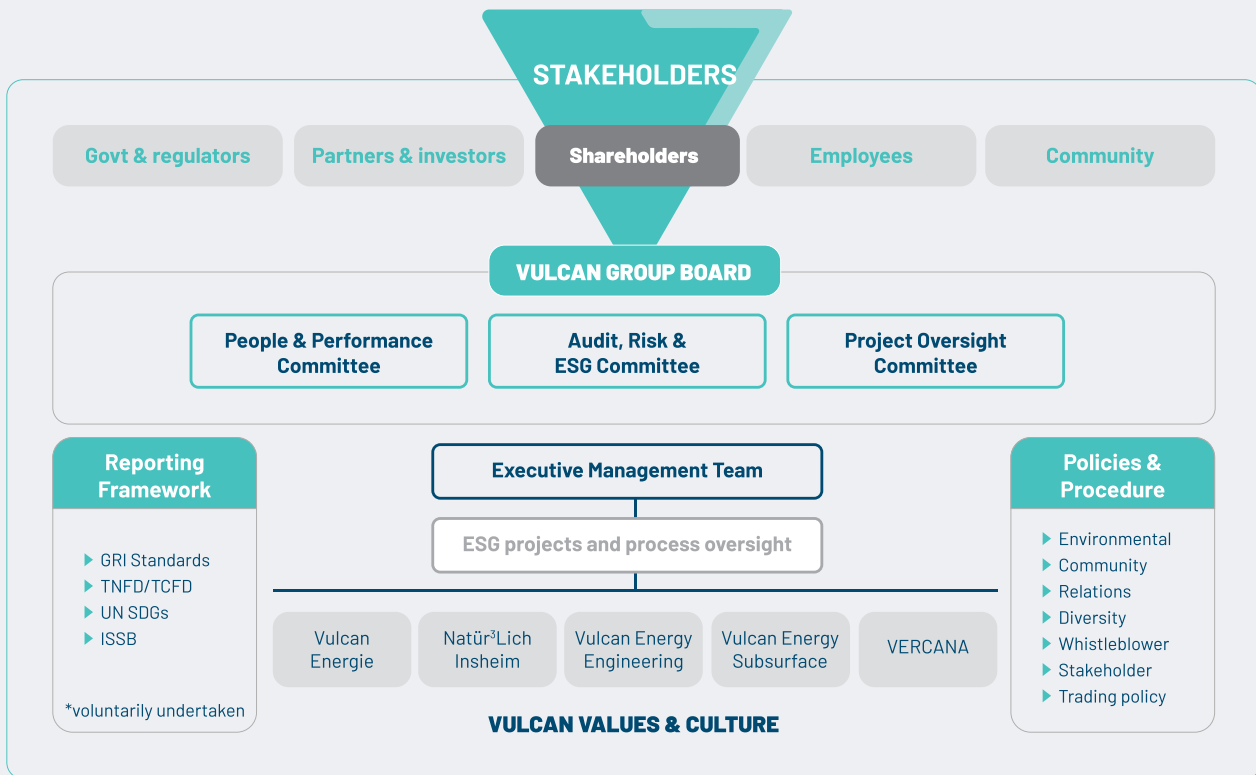 STAKEHOLDERS
Govt & regulators
Partners & investors
Shareholders
Employees
Community
VULCAN GROUP BOARD
People & Performance
Committee
Audit, Risk &
ESG Committee
Project Oversight
Committee
Reporting
Framework
GRI Standards
TNFD/TCFD
UN SDGs
ISSB
*voluntarily undertaken
Executive Management Team
ESG projects and process oversight
Vulcan
Energie
Natür³Lich
Insheim
Vulcan Energy
Engineering
Vulcan Energy
Subsurface
VERCANA
VULCAN VALUES & CULTURE
Policies &
Procedure
Environmental
Community
Relations
Diversity
Whistleblower
Stakeholder
Trading policy